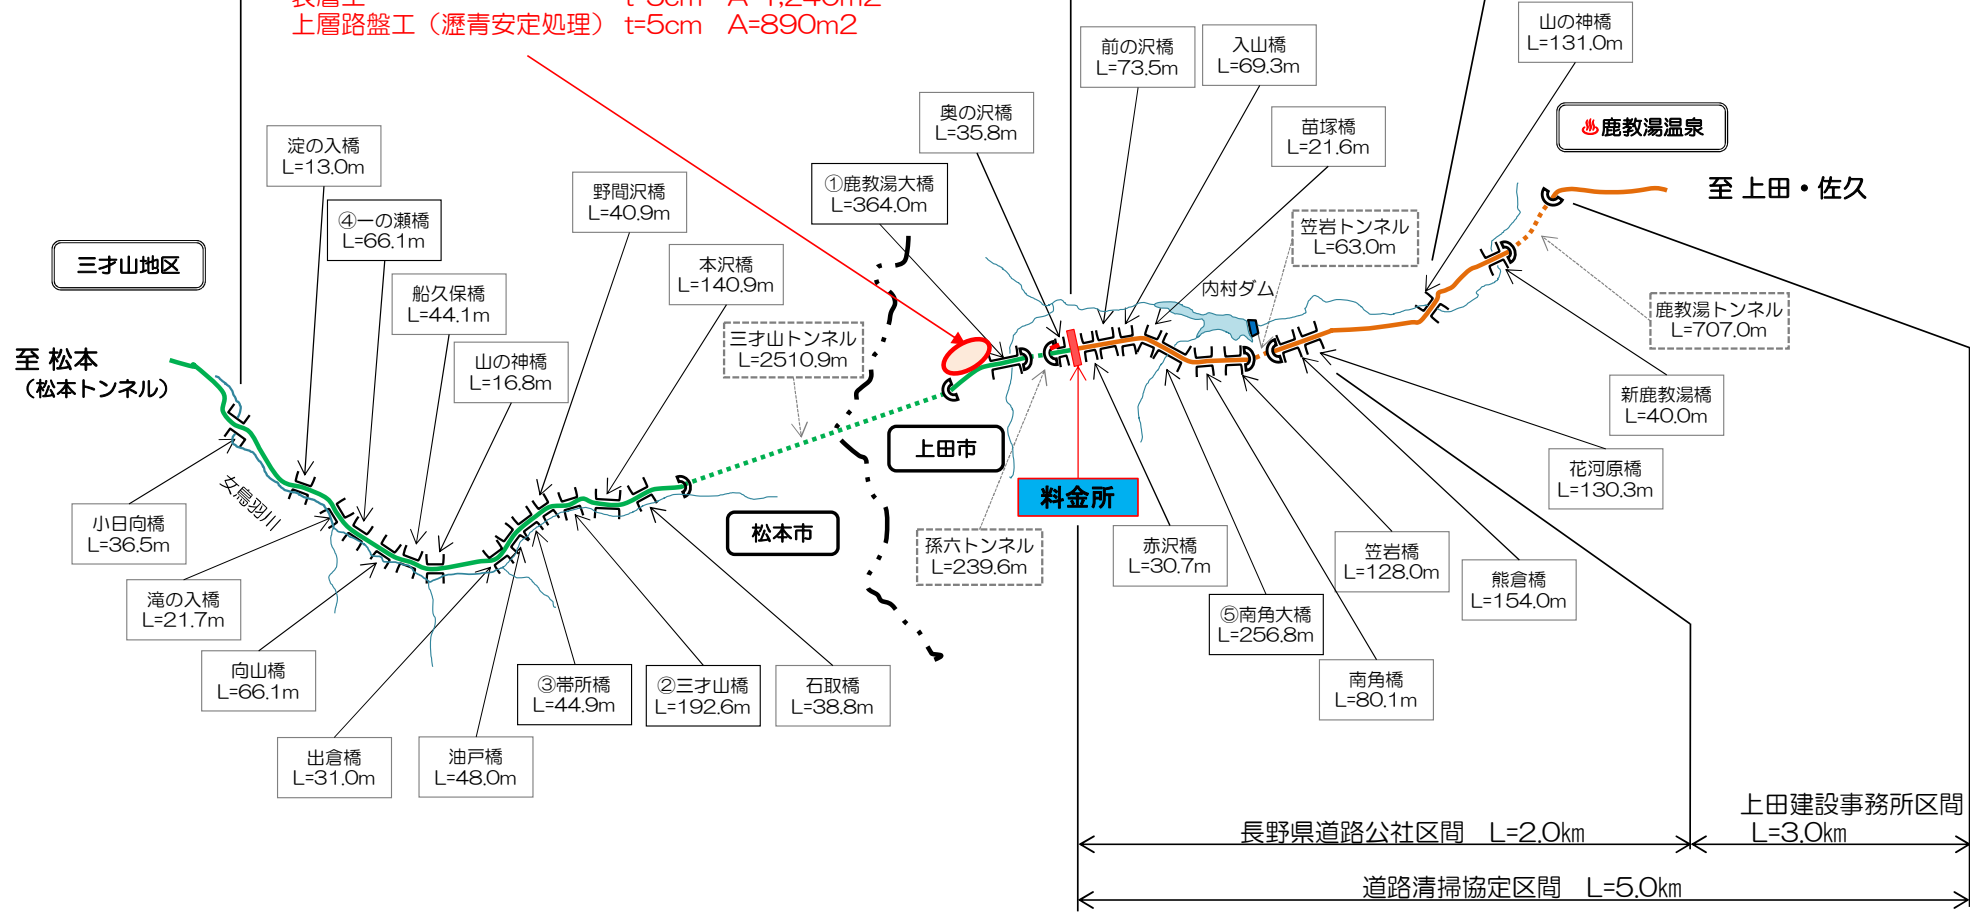 上層路盤工（瀝青安定処理） t=5cm A=890m2
山の神橋
L=131.0m
前の沢橋
L=73.5m
入山橋
L=69.3m
奥の沢橋
L=35.8m
苗塚橋
L=21.6m
鹿教湯温泉
淀の入橋
L=13.0m
①鹿教湯大橋
L=364.0m
野間沢橋
L=40.9m
至 上田・佐久
④一の瀬橋
L=66.1m
笠岩トンネル
L=63.0m
三才山地区
本沢橋
L=140.9m
船久保橋
L=44.1m
内村ダム
鹿教湯トンネル
L=707.0m
三才山トンネル
L=2510.9m
至 松本
（松本トンネル）
山の神橋
L=16.8m
新鹿教湯橋
L=40.0m
上田市
花河原橋
L=130.3m
料金所
女鳥羽川
小日向橋
L=36.5m
松本市
孫六トンネル
L=239.6m
赤沢橋
L=30.7m
笠岩橋
L=128.0m
熊倉橋
L=154.0m
滝の入橋
L=21.7m
⑤南角大橋
L=256.8m
向山橋
L=66.1m
③帯所橋
L=44.9m
②三才山橋
L=192.6m
石取橋
L=38.8m
南角橋
L=80.1m
出倉橋
L=31.0m
油戸橋
L=48.0m
上田建設事務所区間
L=3.0㎞
長野県道路公社区間 L=2.0㎞
道路清掃協定区間 L=5.0㎞